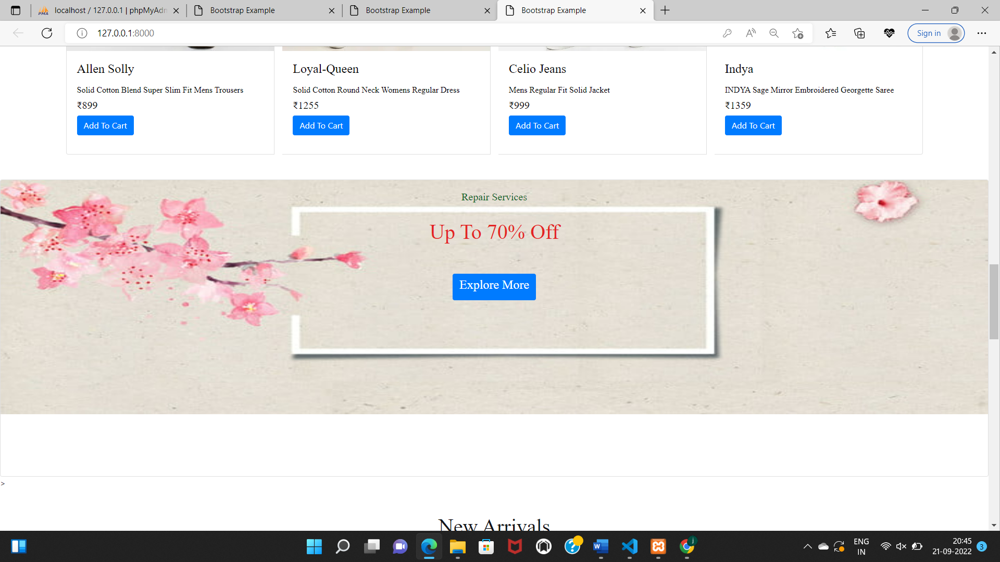 localhost / 127.0.0.1 | phpMyAdn
Bootstrap Example
Bootstrap Example
Bootstrap Example
127.0.0.1:8000
Sign in
Allen Solly
Solid Cotton Blend Super Slim Fit Mens Trousers
₹899
Add To Cart
Loyal-Queen
Solid Cotton Round Neck Womens Regular Dress
₹1255
Add To Cart
Celio Jeans
Mens Regular Fit Solid Jacket
₹999
Add To Cart
Indya
INDYA Sage Mirror Embroidered Georgette Saree
₹1359
Add To Cart
Repair Services
Up To 70% Off
Explore More
>
New Arrivals
ENG
IN
20:45
21-09-2022
3